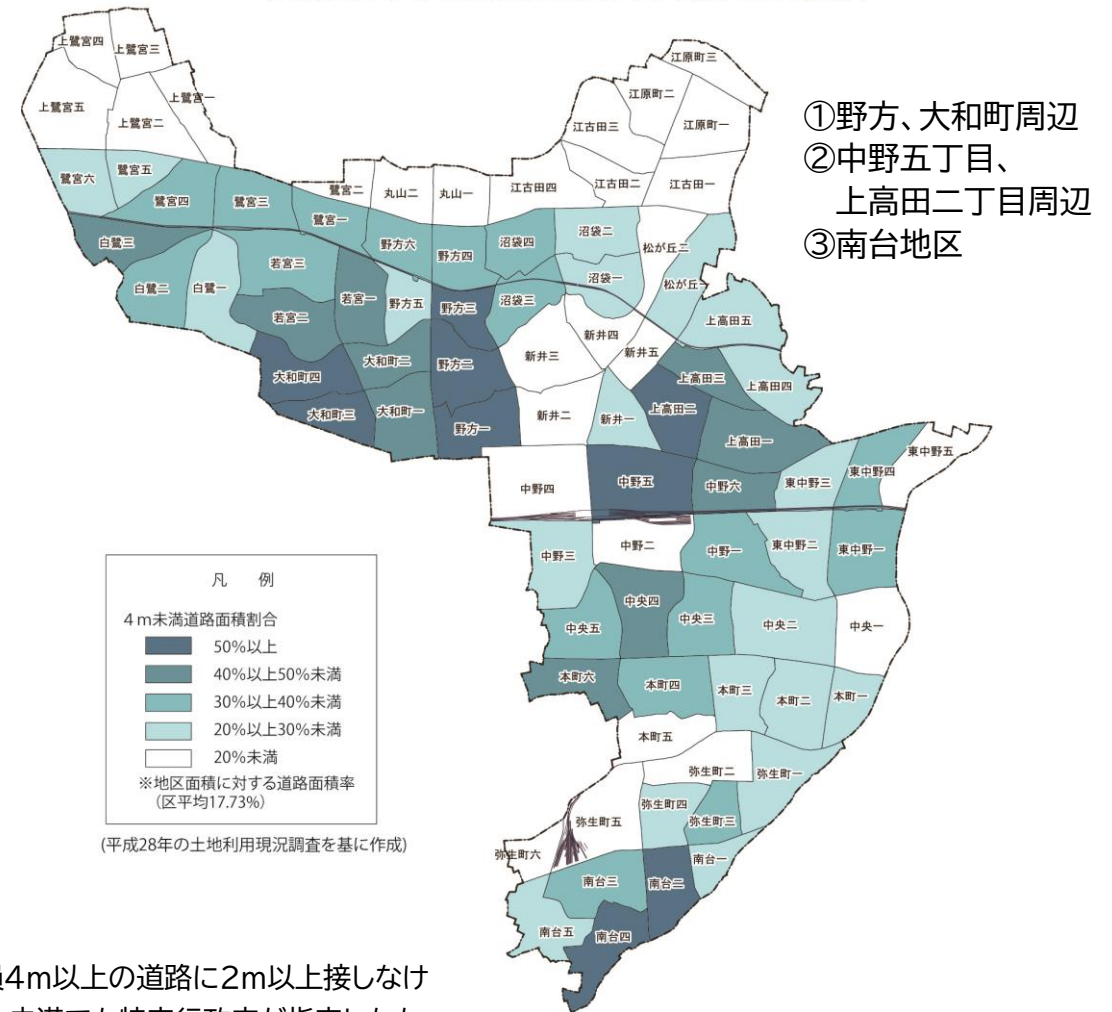 上鷺宮四
上鷺宮三
上鷺宮一
上鷺宮五
上鷺宮二
江原町三
江原町二
江原町一
江古田三
①野方、大和町周辺
②中野五丁目、
上高田二丁目周辺
③南台地区
鷺宮六
鷺宮五
鷺宮四
鷺宮三
鷺宮二
丸山二
丸山一
江古田四
江古田二
江古田一
鷺宮一
野方六
野方四
沼袋四
沼袋二
松が丘二
松が丘一
白鷺三
白鷺二
白鷺一
若宮三
若宮一
若宮二
野方五
野方三
沼袋三
沼袋一
上高田五
新井四
新井三
新井五
大和町四
大和町二
野方二
上高田三
上高田四
大和町三
大和町一
野方一
新井二
新井一
上高田二
上高田一
中野四
中野五
中野六
東中野三
東中野四
東中野五
中野三
中野二
中野一
東中野二
東中野一
中央五
中央四
中央三
中央二
中央一
本町六
本町四
本町三
本町二
本町一
本町五
弥生町二
弥生町一
弥生町四
弥生町三
弥生町五
弥生町六
南台三
南台二
南台一
南台五
南台四
凡 例
4m未満道路面積割合
50%以上
40%以上50%未満
30%以上40%未満
20%以上30%未満
20%未満
※地区面積に対する道路面積率
(区平均17.73%)
(平成28年の土地利用現況調査を基に作成)
4m以上の道路に2m以上接しなけ